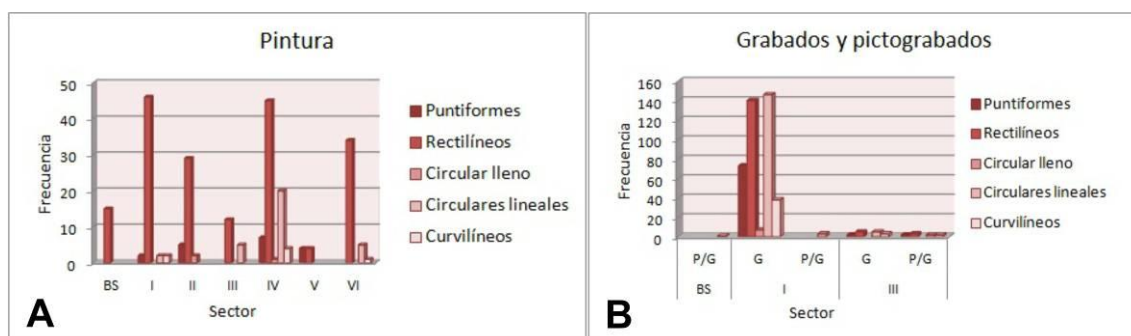 Pintura
50
40
30
20
10
0
Frecuencia
BS I II III IV V VI
Sector
Puntiformes
Rectilíneos
Circular lleno
Circulares lineales
Curvilíneos
A
Grabados y pictograbados
160
140
120
100
80
60
40
20
0
Frecuencia
P/G G P/G G P/G
BS I III
Sector
Puntiformes
Rectilíneos
Circular lleno
Circulares lineales
Curvilíneos
B